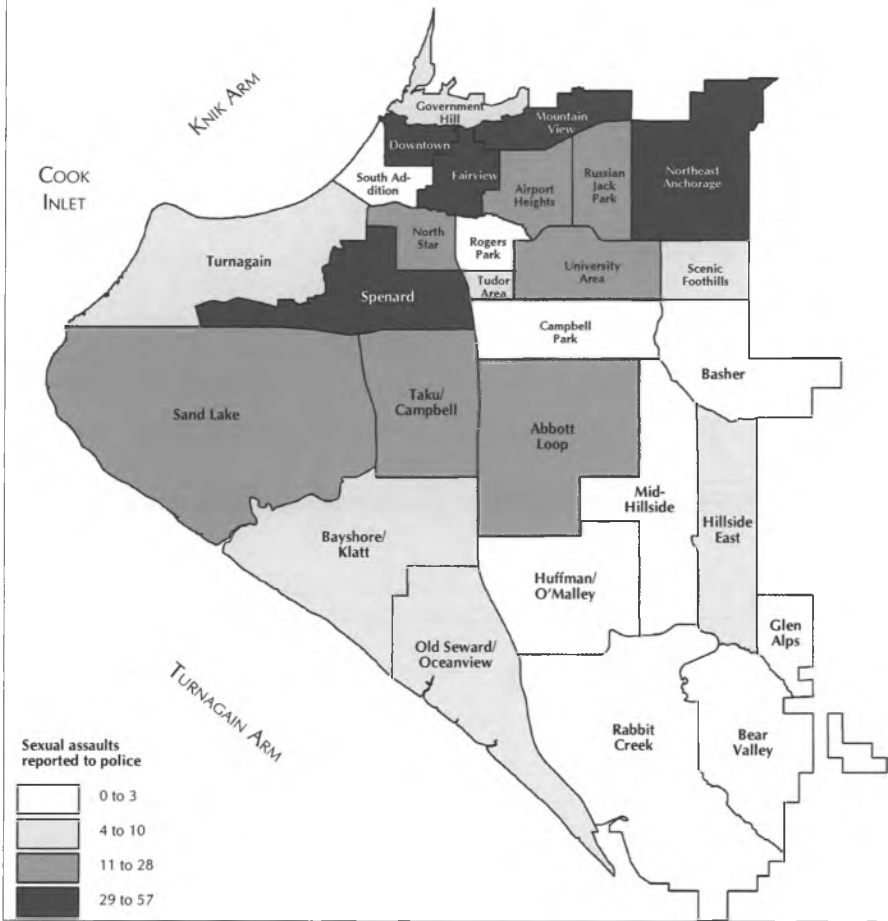 KNIK ARM
COOK
INLET
Government
Hill
Mountain
View
Downtown
South Ad-
dition
Fairview
Airport
Heights
Russian
Jack
Park
Northeast
Anchorage
North
Star
Rogers
Park
Turnagain
Tudor
Area
University
Area
Scenic
Foothills
Spenard
Campbell
Park
Basher
Sand Lake
Taku/
Campbell
Abbott
Loop
Mid-
Hillside
Hillside
East
Bayshore/
Klatt
Huffman/
O'Malley
Glen
Alps
Old Seward/
Oceanview
TURNAGAIN ARM
Rabbit
Creek
Bear
Valley
Sexual assaults
reported to police
0 to 3
4 to 10
11 to 28
29 to 57